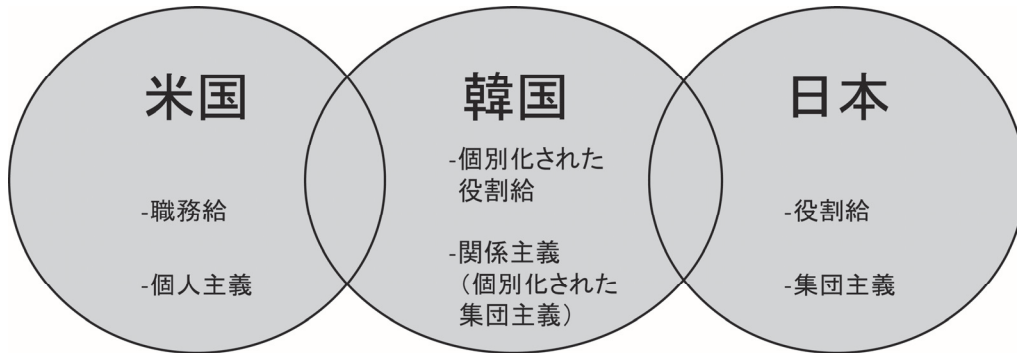 米国
-職務給
-個人主義
韓国
-個別化された
役割給
-関係主義
(個別化された
集団主義)
日本
-役割給
-集団主義